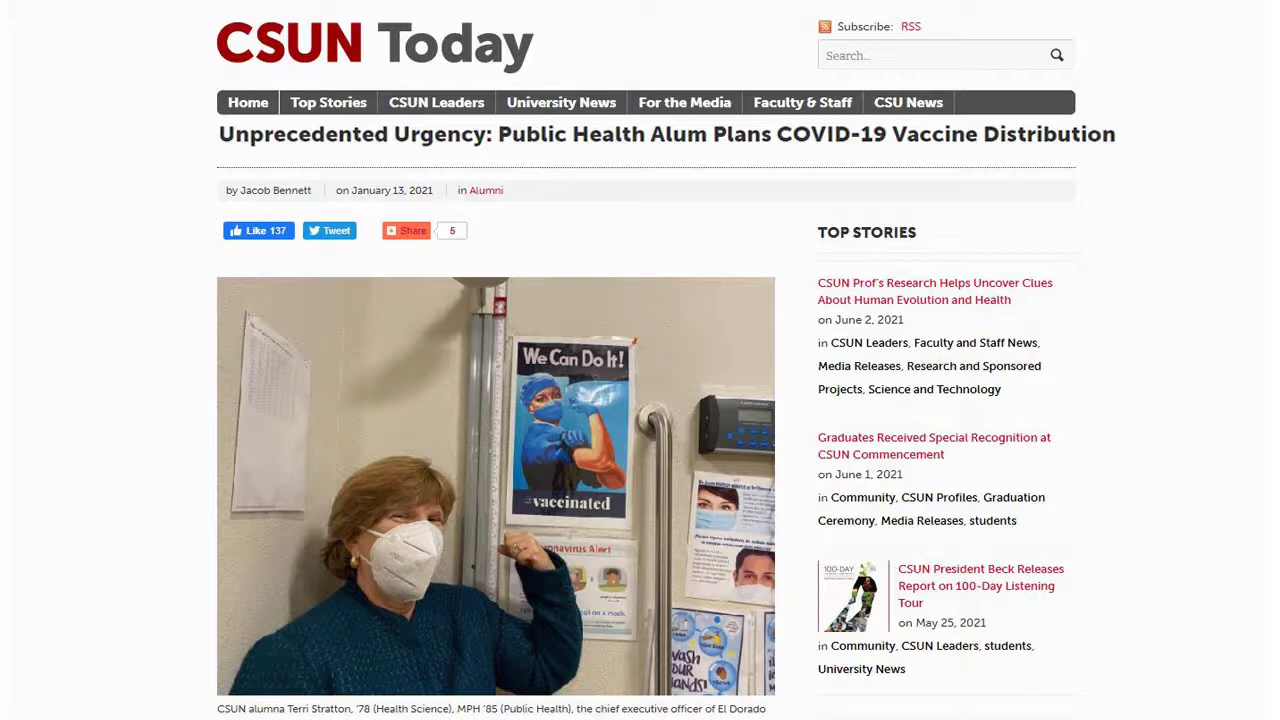 CSUN Today
Subscribe: RSS
Search...
Home Top Stories CSUN Leaders University News For the Media Faculty & Staff CSU News
Unprecedented Urgency: Public Health Alum Plans COVID-19 Vaccine Distribution
by Jacob Bennett on January 13, 2021 in Alumni
Like 137 Tweet Share 5
We Can Do It!
#vaccinated
Coronavirus Alert
WASH
YOUR
HANDS!
CSUN alumna Terri Stratton, '78 (Health Science), MPH '85 (Public Health), the chief executive officer of El Dorado
TOP STORIES
CSUN Prof's Research Helps Uncover Clues
About Human Evolution and Health
on June 2, 2021
in CSUN Leaders, Faculty and Staff News,
Media Releases, Research and Sponsored
Projects, Science and Technology
Graduates Received Special Recognition at
CSUN Commencement
on June 1, 2021
in Community, CSUN Profiles, Graduation
Ceremony, Media Releases, students
100-DAY
CSUN President Beck Releases
Report on 100-Day Listening
Tour
on May 25, 2021
in Community, CSUN Leaders, students,
University News